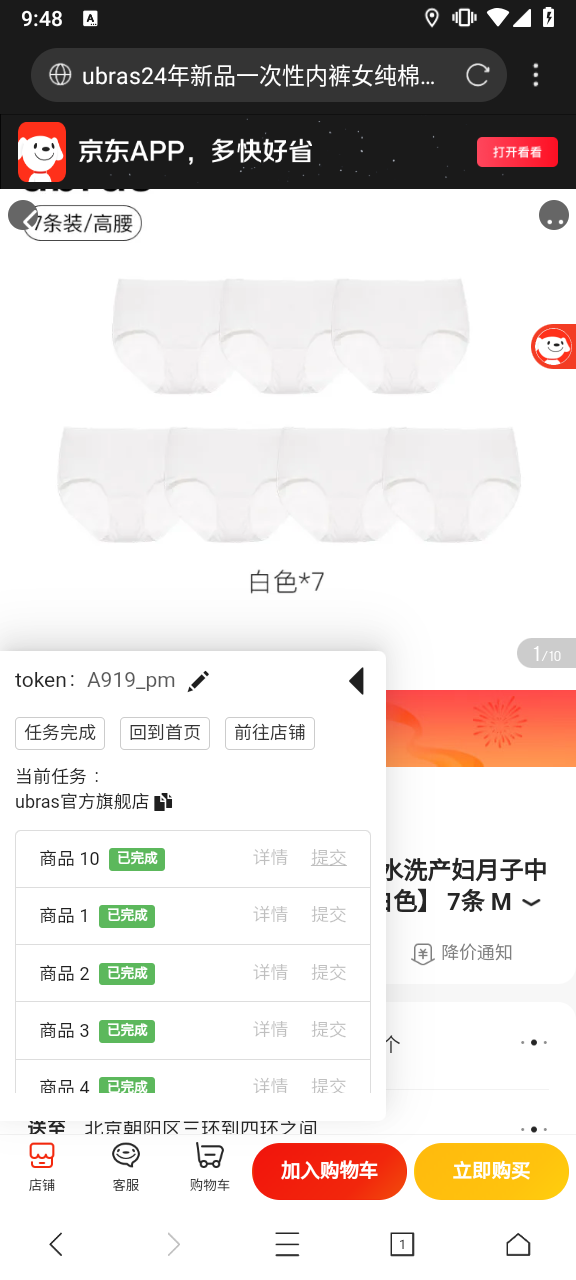 9:48
A
ubras24年新品一次性内裤女纯棉...
京东APP，多快好省
打开看看
7条装/高腰
白色*7
1/10
token: A919_pm
任务完成
回到首页
前往店铺
当前任务：
ubras官方旗舰店
商品 10 已完成 详情 提交
商品 1 已完成 详情 提交
商品 2 已完成 详情 提交
商品 3 已完成 详情 提交
商品 4 已完成 详情 提交
水洗产妇月子中
白色】 7条 M
降价通知
个
送至 北京朝阳区三环到四环之间
店铺
客服
购物车
加入购物车
立即购买
1